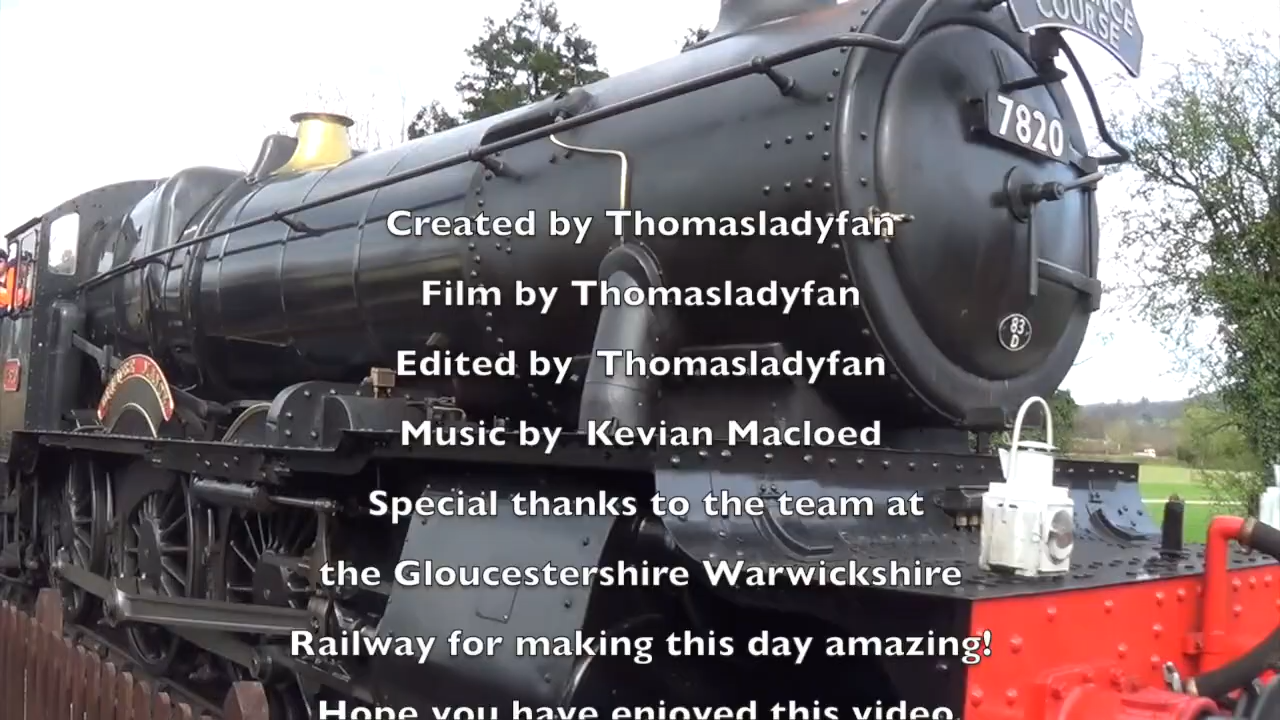 COURSE
7820
Created by Thomasladyfan
Film by Thomasladyfan
83
D
Edited by Thomasladyfan
Music by Kevian Macloed
Special thanks to the team at
the Gloucestershire Warwickshire
Railway for making this day amazing!
Hope you have enjoyed this video.